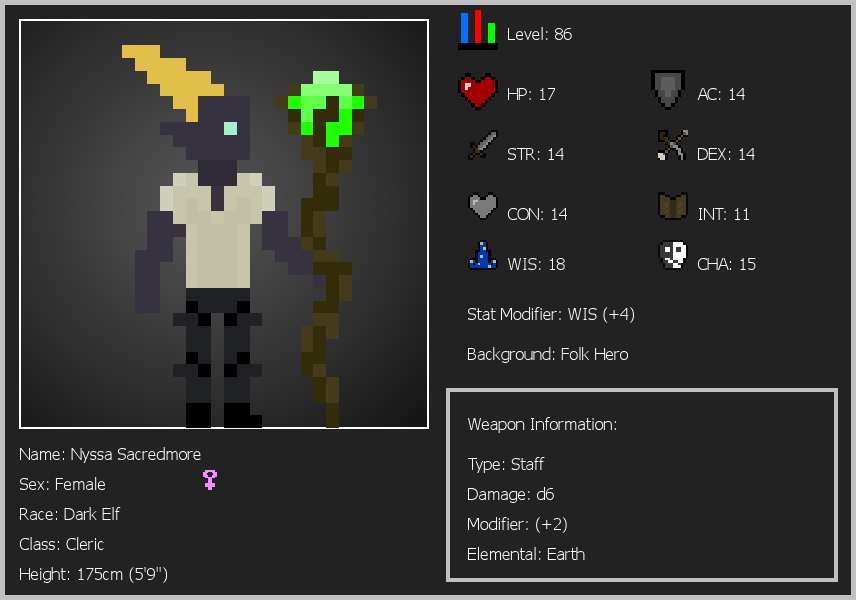 Level: 86
HP: 17
AC: 14
STR: 14
DEX: 14
CON: 14
INT: 11
WIS: 18
CHA: 15
Stat Modifier: WIS (+4)
Background: Folk Hero
Weapon Information:
Type: Staff
Damage: d6
Modifier: (+2)
Elemental: Earth
Name: Nyssa Sacredmore
Sex: Female
Race: Dark Elf
Class: Cleric
Height: 175cm (5'9")